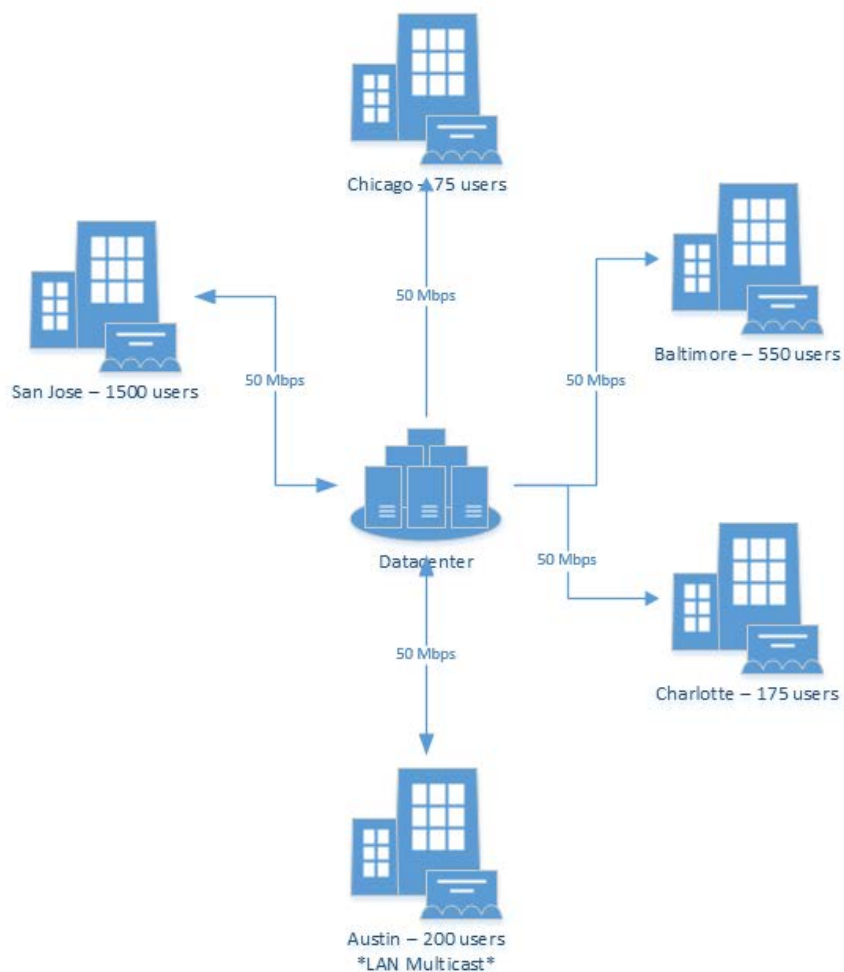 Chicago – 75 users
50 Mbps
San Jose – 1500 users
50 Mbps
Baltimore – 550 users
50 Mbps
Datacenter
50 Mbps
Charlotte – 175 users
50 Mbps
Austin – 200 users
*LAN Multicast*